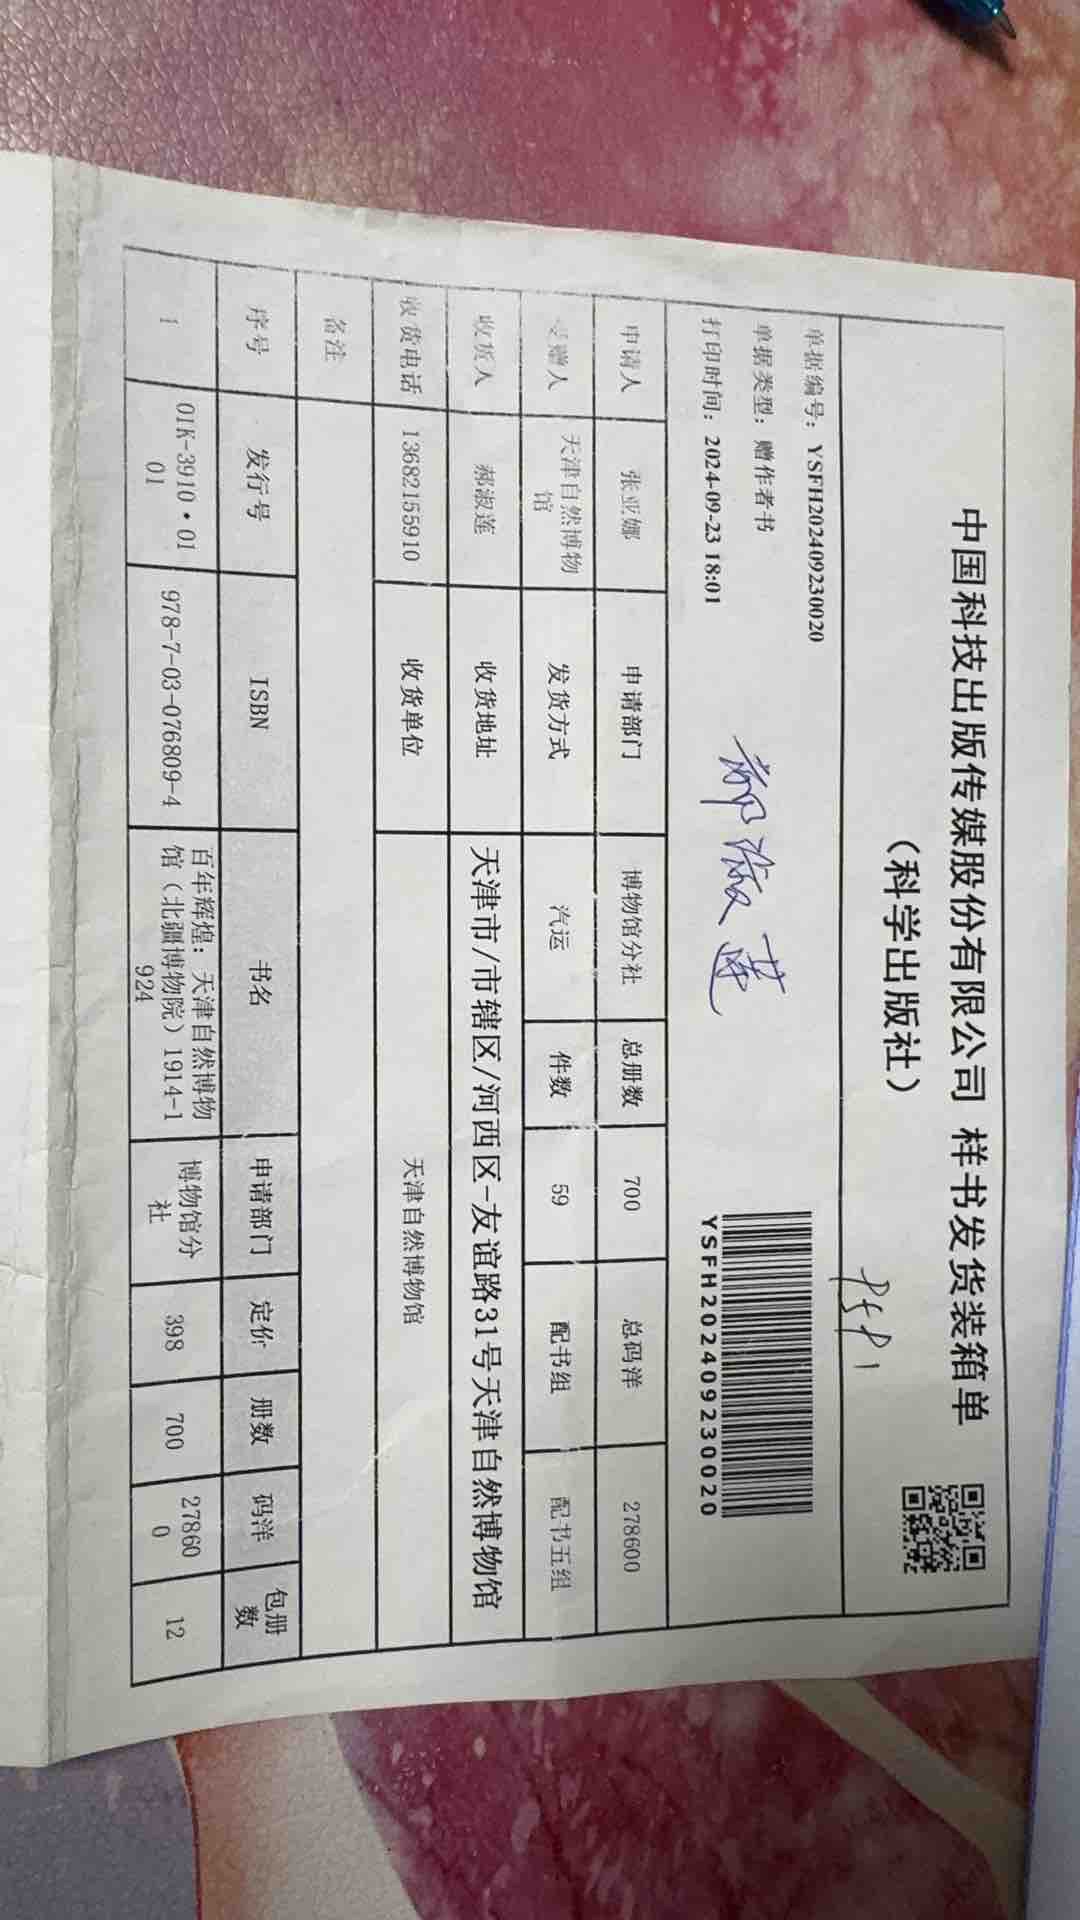 中国科技出版传媒股份有限公司 样书发货装箱单
（科学出版社）
单据编号：YSFH202409230020
单据类型：赠作者书
打印时间：2024-09-23 18:01
郝淑莲
YSFH202409230020
申请人 张亚娜 申请部门 博物馆分社 总册数 700 总码洋 278600
受赠人 天津自然博物
馆 发货方式 汽运 件数 59 配书组 配书五组
收货人 郝淑莲 收货地址 天津市/市辖区/河西区-友谊路31号天津自然博物馆
收货电话 13682155910 收货单位 天津自然博物馆
备注
序号 发行号 ISBN 书名 申请部门 定价 册数 码洋 包册
数
1 01K-3910·01 978-7-03-076809-4 百年辉煌：天津自然博物 博物馆分 398 700 27860 12
01 馆（北疆博物院）1914-1 社 0
924